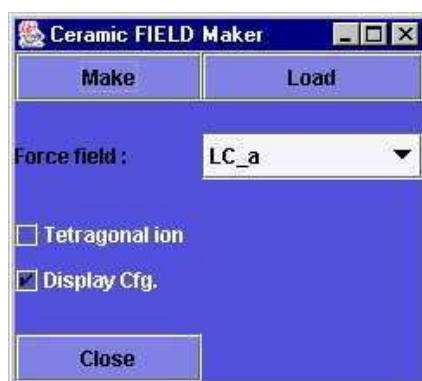 Ceramic FIELD Maker
Make Load
Force field : LC_a
Tetragonal ion
Display Cfg.
Close